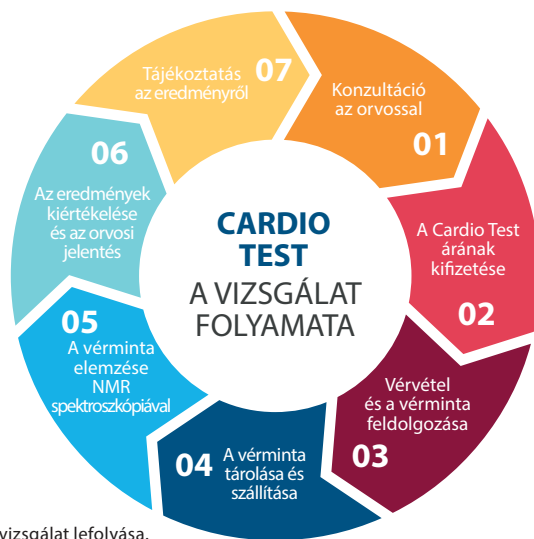 CARDIO
TEST
A VIZSGÁLAT
FOLYAMATA
Konzultáció
az orvossal
01
A Cardio Test
árának
kifizetése
02
Vérvétel
és a vérminta
feldolgozása
03
04
A vérminta
tárolása és
szállítása
05
A vérminta
elemzése
NMR
spektroszkópiával
06
Az eredmények
kiértékelése
és az orvosi
jelentés
07
Tájékoztatás
az eredményről
vizsgálat lefolyása.